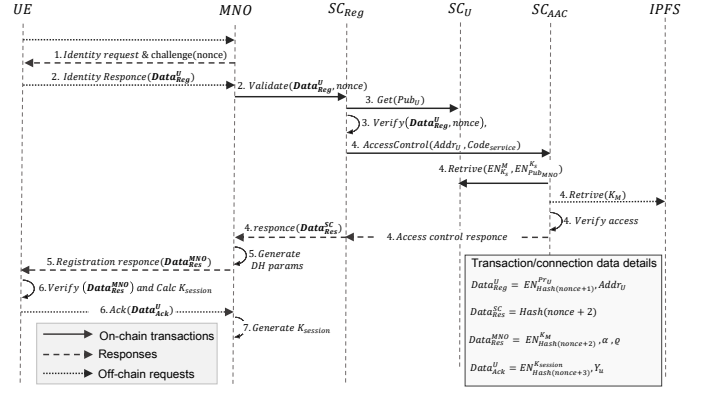 UE MNO SC_Reg SC_U SC_AAC IPFS
1. Identity request & challenge(nonce)
2. Identity Responce(Data^U_Reg)
2. Validate(Data^U_Reg, nonce)
3. Get(Pub_U)
3. Verify(Data^U_Reg, nonce),
4. AccessControl(Addr_U, Code_service)
4.Retrive(EN^M_K_s, EN^K_s_Pub_MNO)
4.Retrive(K_M)
4. Verify access
4.responce(Data^SC_Res)
4.Access control responce
5.Generate
DH params
5.Registration responce(Data^MNO_Res)
6.Verify (Data^MNO_Res) and Calc K_session
6.Ack(Data^U_Ack)
7.Generate K_session
On-chain transactions
Responses
Off-chain requests
Transaction/connection data details
Data^U_Reg = EN^Pr_U_Hash(nonce+1), Addr_U
Data^SC_Res = Hash(nonce + 2)
Data^MNO_Res = EN^K_M_Hash(nonce+2), α, ϱ
Data^U_Ack = EN^K_session_Hash(nonce+3), Y_u